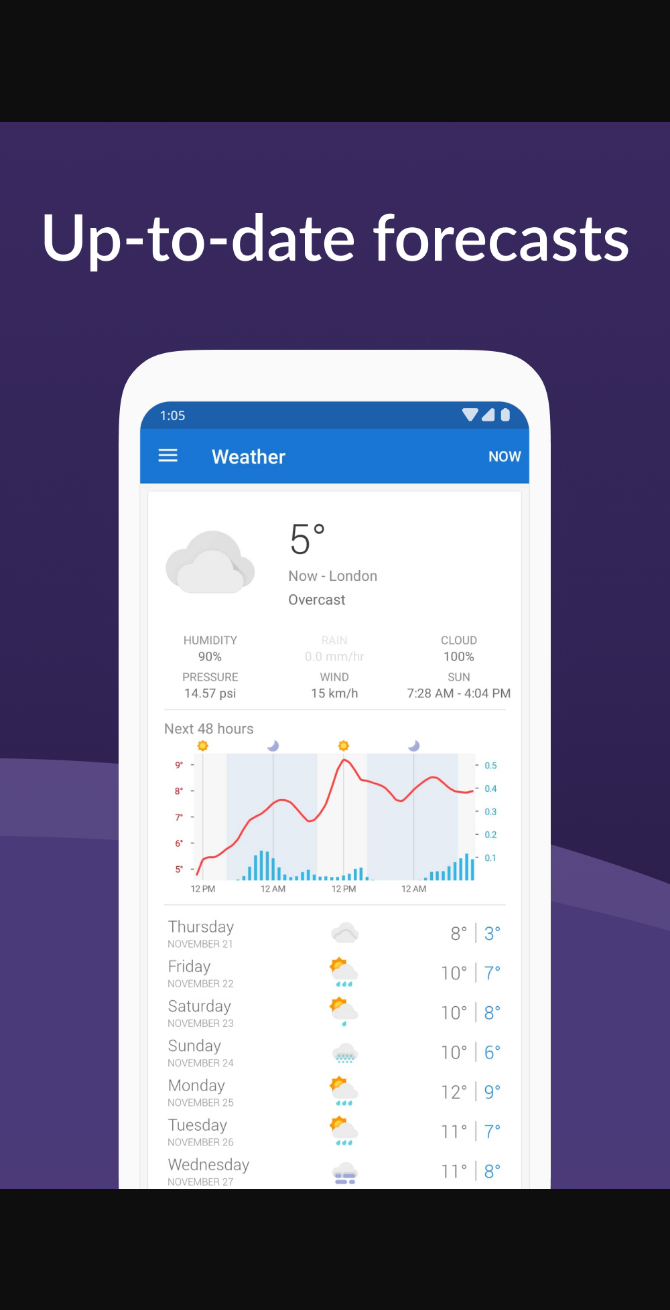 Up-to-date forecasts
1:05
Weather NOW
5°
Now - London
Overcast
HUMIDITY RAIN CLOUD
90% 0.0 mm/hr 100%
PRESSURE WIND SUN
14.57 psi 15 km/h 7:28 AM - 4:04 PM
Next 48 hours
9° 0.5
8° 0.4
7° 0.3
6° 0.2
5° 0.1
12 PM 12 AM 12 PM 12 AM
Thursday 8° 3°
NOVEMBER 21
Friday 10° 7°
NOVEMBER 22
Saturday 10° 8°
NOVEMBER 23
Sunday 10° 6°
NOVEMBER 24
Monday 12° 9°
NOVEMBER 25
Tuesday 11° 7°
NOVEMBER 26
Wednesday 11° 8°
NOVEMBER 27